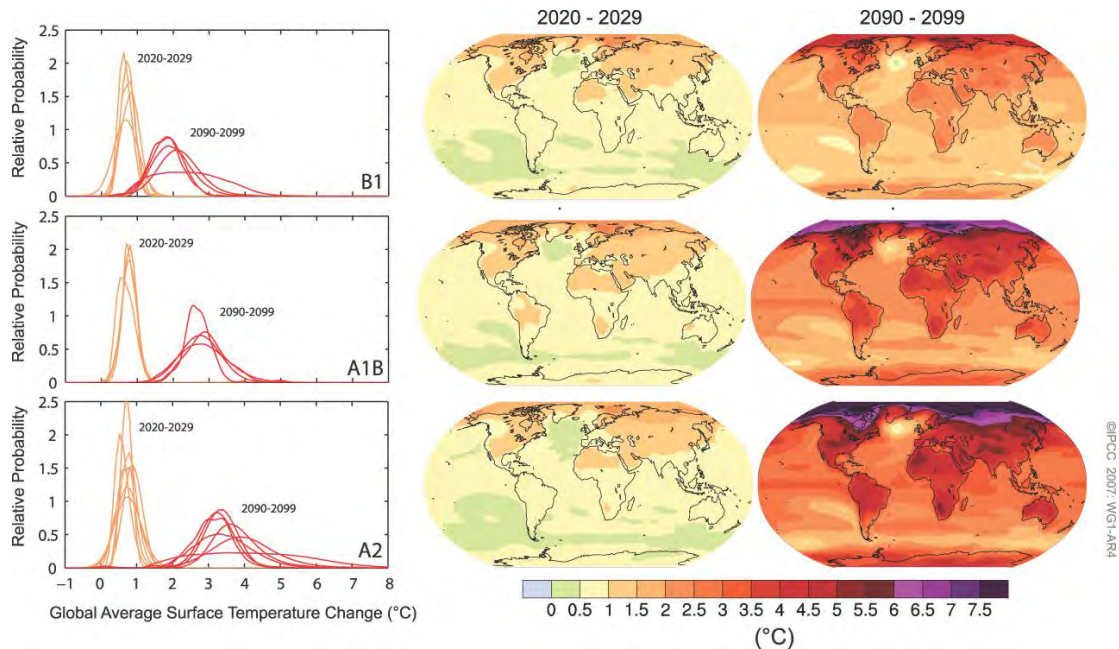 2020 - 2029
2090 - 2099
2.5
2
1.5
1
0.5
0
Relative Probability
2020-2029
2090-2099
B1
2.5
2
1.5
1
0.5
0
Relative Probability
2020-2029
2090-2099
A1B
2.5
2
1.5
1
0.5
0
Relative Probability
2020-2029
2090-2099
A2
–1 0 1 2 3 4 5 6 7 8
Global Average Surface Temperature Change (°C)
0 0.5 1 1.5 2 2.5 3 3.5 4 4.5 5 5.5 6 6.5 7 7.5
(°C)
©IPCC 2007: WG1-AR4